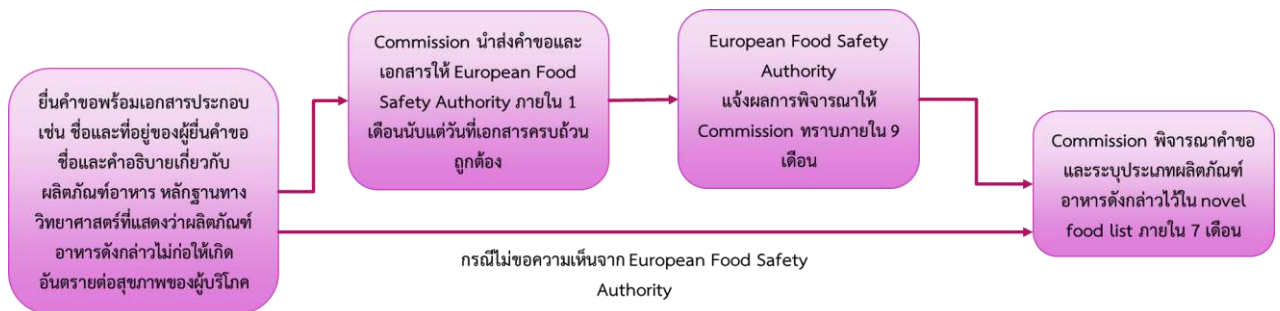 ยื่นคำขอพร้อมเอกสารประกอบ
เช่น ชื่อและที่อยู่ของผู้ยื่นคำขอ
ชื่อและคำอธิบายเกี่ยวกับ
ผลิตภัณฑ์อาหาร หลักฐานทาง
วิทยาศาสตร์ที่แสดงว่าผลิตภัณฑ์
อาหารดังกล่าวไม่ก่อให้เกิด
อันตรายต่อสุขภาพของผู้บริโภค
Commission นำส่งคำขอและ
เอกสารให้ European Food
Safety Authority ภายใน 1
เดือนนับแต่วันที่เอกสารครบถ้วน
ถูกต้อง
European Food Safety
Authority
แจ้งผลการพิจารณาให้
Commission ทราบภายใน 9
เดือน
Commission พิจารณาคำขอ
และระบุประเภทผลิตภัณฑ์
อาหารดังกล่าวไว้ใน novel
food list ภายใน 7 เดือน
กรณีไม่ขอความเห็นจาก European Food Safety
Authority